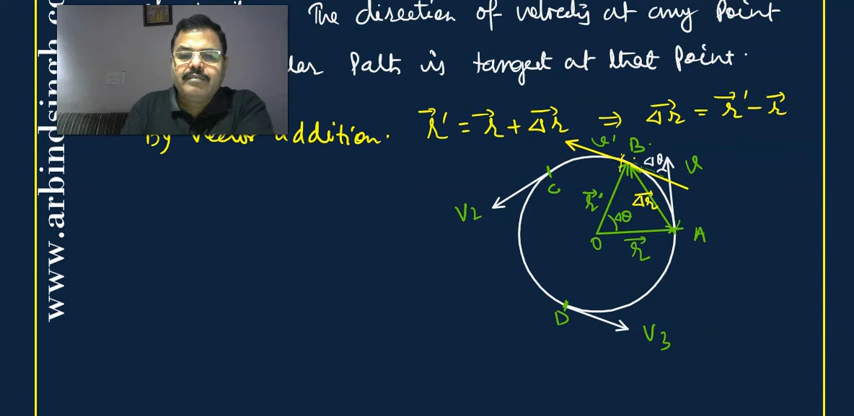 The direction of velocity at any point
Path is tangent at that Point.
By vector addition. r⃗' = r⃗ + Δr⃗ ⇒ Δr⃗ = r⃗' − r⃗
v' B Δθ v
C
V2
r⃗' Δr⃗
Δθ
O r⃗ A
D
V3
www.arbindsingh.co